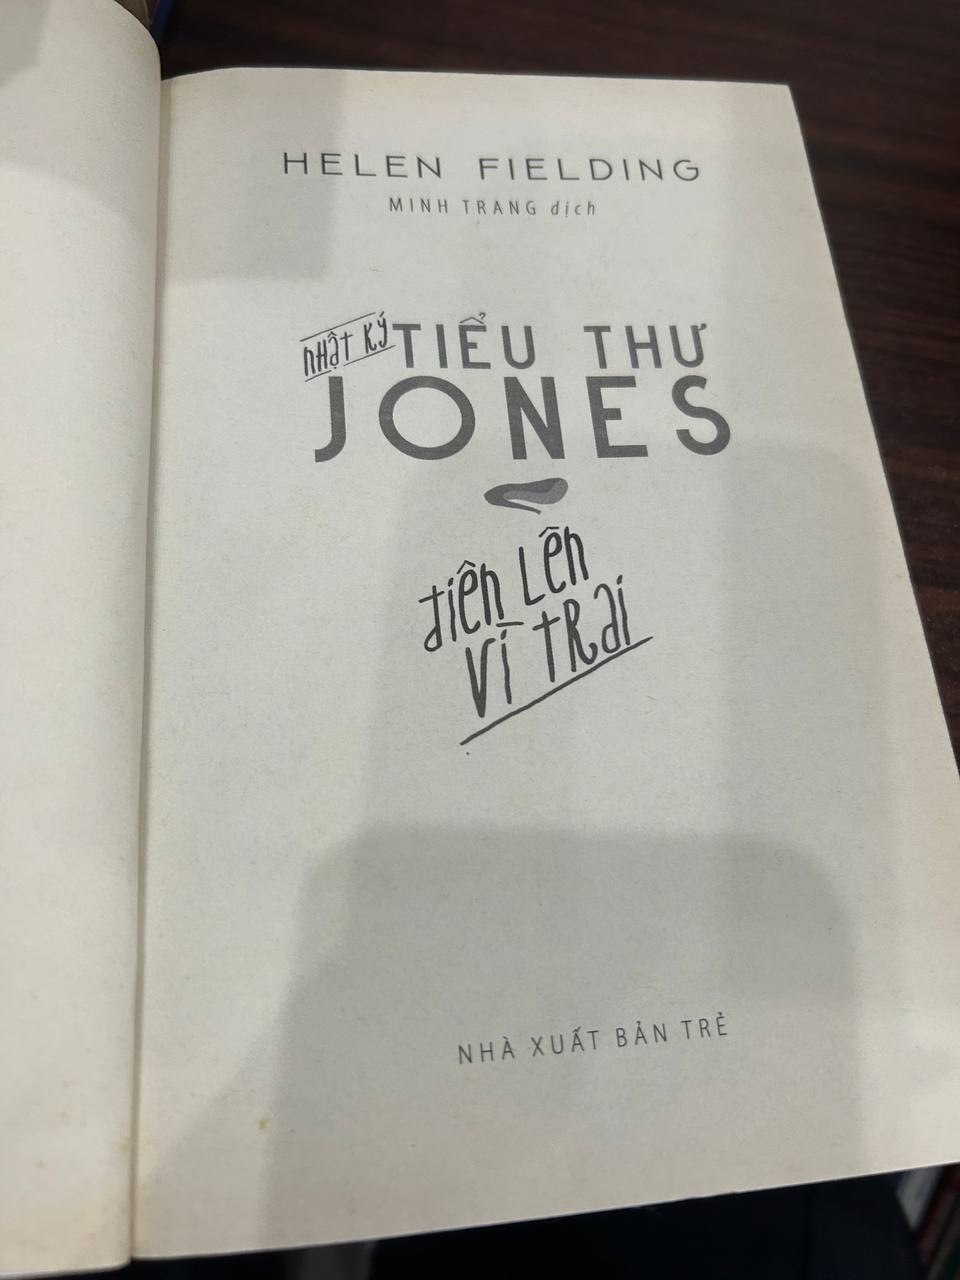 HELEN FIELDING
MINH TRANG dịch
NHẬT KÝ TIỂU THƯ
JONES
ĐIÊN LÊN
VÌ TRAI
NHÀ XUẤT BẢN TRẺ